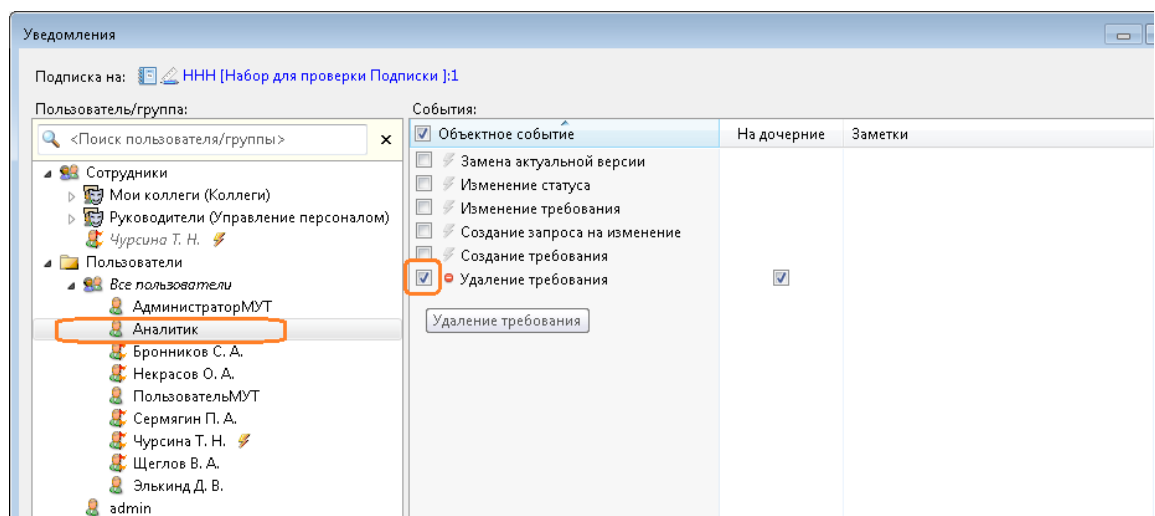 Уведомления
Подписка на: ННН [Набор для проверки Подписки ]:1
Пользователь/группа:
<Поиск пользователя/группы>
Сотрудники
Мои коллеги (Коллеги)
Руководители (Управление персоналом)
Чурсина Т. Н.
Пользователи
Все пользователи
АдминистраторМУТ
Аналитик
Бронников С. А.
Некрасов О. А.
ПользовательМУТ
Сермягин П. А.
Чурсина Т. Н.
Щеглов В. А.
Элькинд Д. В.
admin
События:
Объектное событие На дочерние Заметки
Замена актуальной версии
Изменение статуса
Изменение требования
Создание запроса на изменение
Создание требования
Удаление требования
Удаление требования